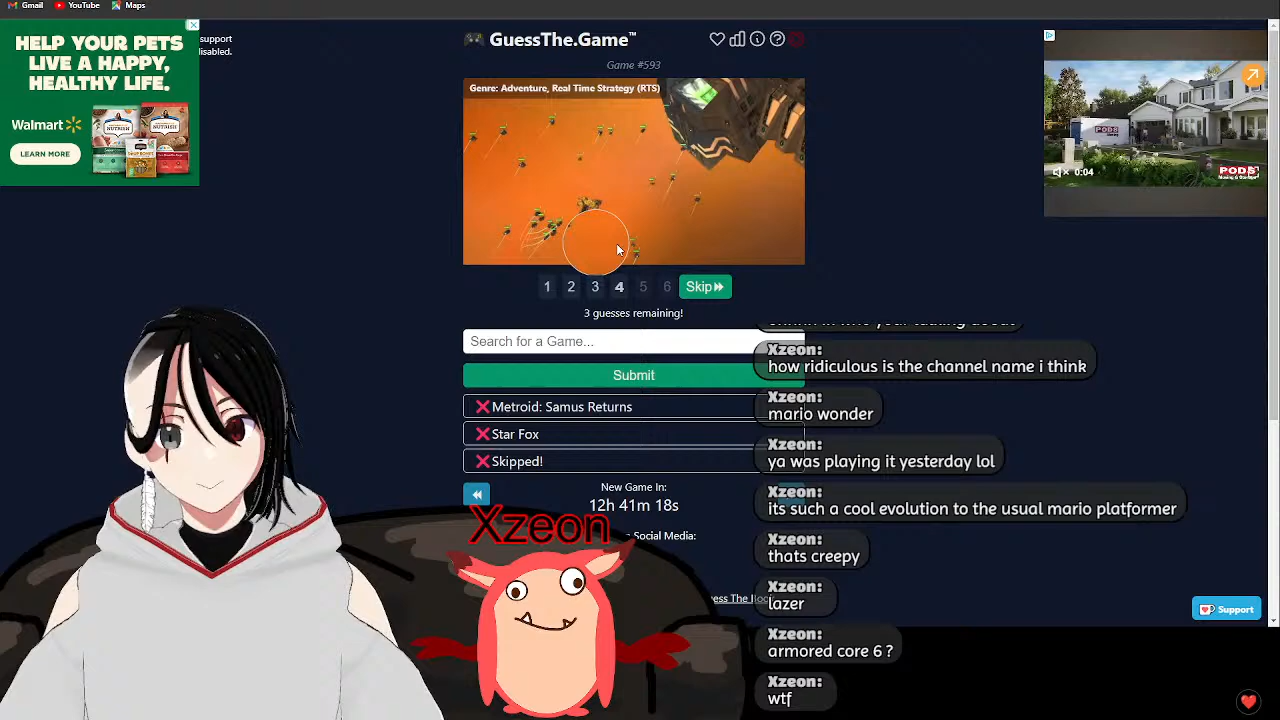 Gmail
YouTube
Maps
HELP YOUR PETS
LIVE A HAPPY,
HEALTHY LIFE.
Walmart
LEARN MORE
support
isabled.
GuessThe.Game™
Game #593
Genre: Adventure, Real Time Strategy (RTS)
1 2 3 4 5 6 Skip
3 guesses remaining!
Search for a Game...
Submit
Metroid: Samus Returns
Star Fox
Skipped!
New Game In:
12h 41m 18s
Social Media:
PODS
0:04
PODS
Xzeon:
how ridiculous is the channel name i think
Xzeon:
mario wonder
Xzeon:
ya was playing it yesterday lol
Xzeon:
its such a cool evolution to the usual mario platformer
Xzeon:
thats creepy
Xzeon:
lazer
Xzeon:
armored core 6 ?
Xzeon:
wtf
Xzeon
Support